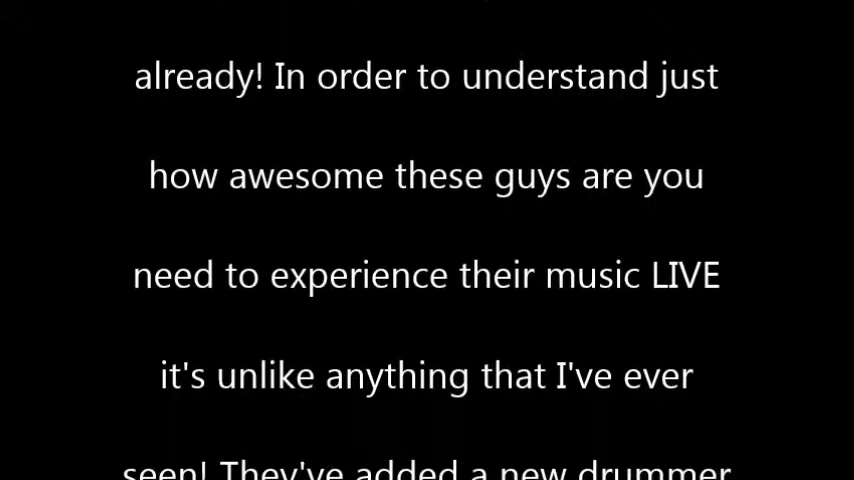 already! In order to understand just
how awesome these guys are you
need to experience their music LIVE
it's unlike anything that I've ever
seen! They've added a new drummer